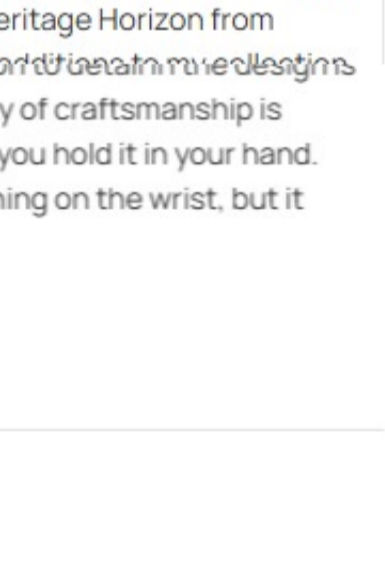 eritage Horizon from
y of craftsmanship is
you hold it in your hand.
ning on the wrist, but it